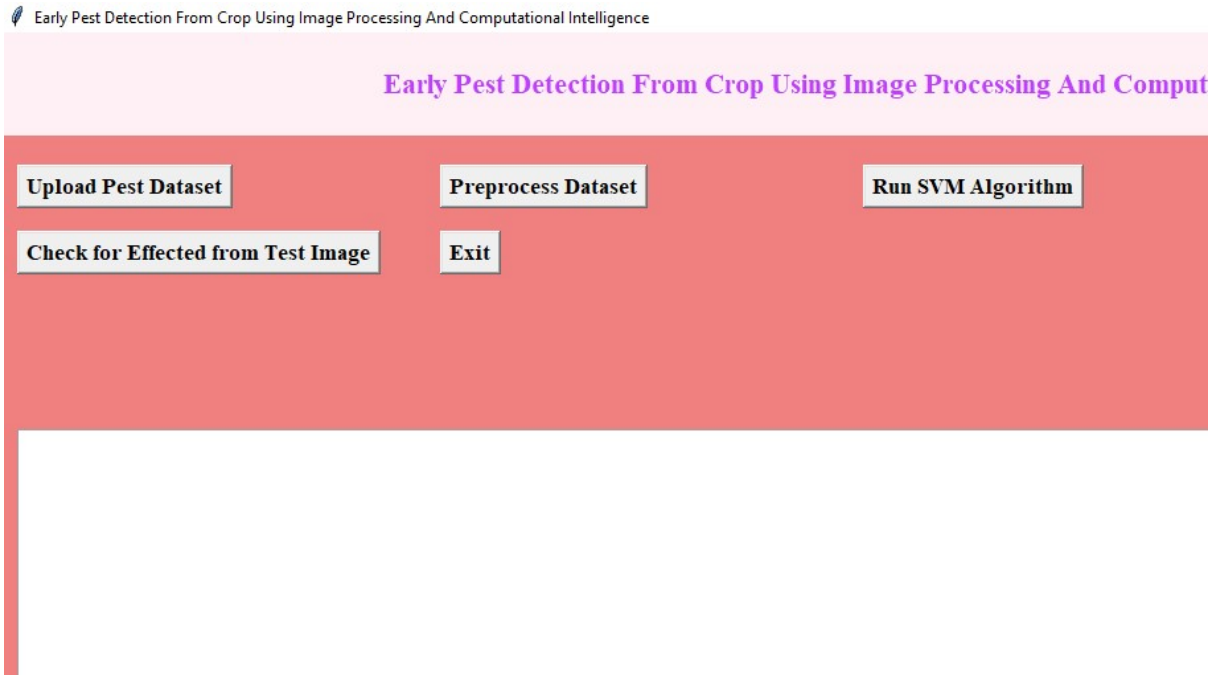 Early Pest Detection From Crop Using Image Processing And Computational Intelligence
Early Pest Detection From Crop Using Image Processing And Comput
Upload Pest Dataset
Preprocess Dataset
Run SVM Algorithm
Check for Effected from Test Image
Exit